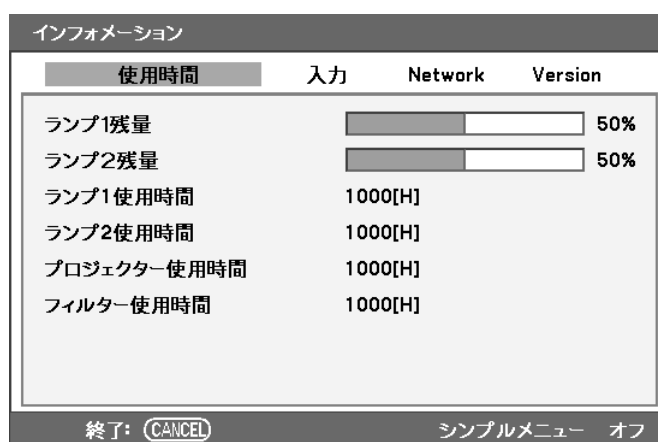 インフォメーション
使用時間 入力 Network Version
ランプ1残量 50%
ランプ2残量 50%
ランプ1使用時間 1000[H]
ランプ2使用時間 1000[H]
プロジェクター使用時間 1000[H]
フィルター使用時間 1000[H]
終了: CANCEL シンプルメニュー オフ